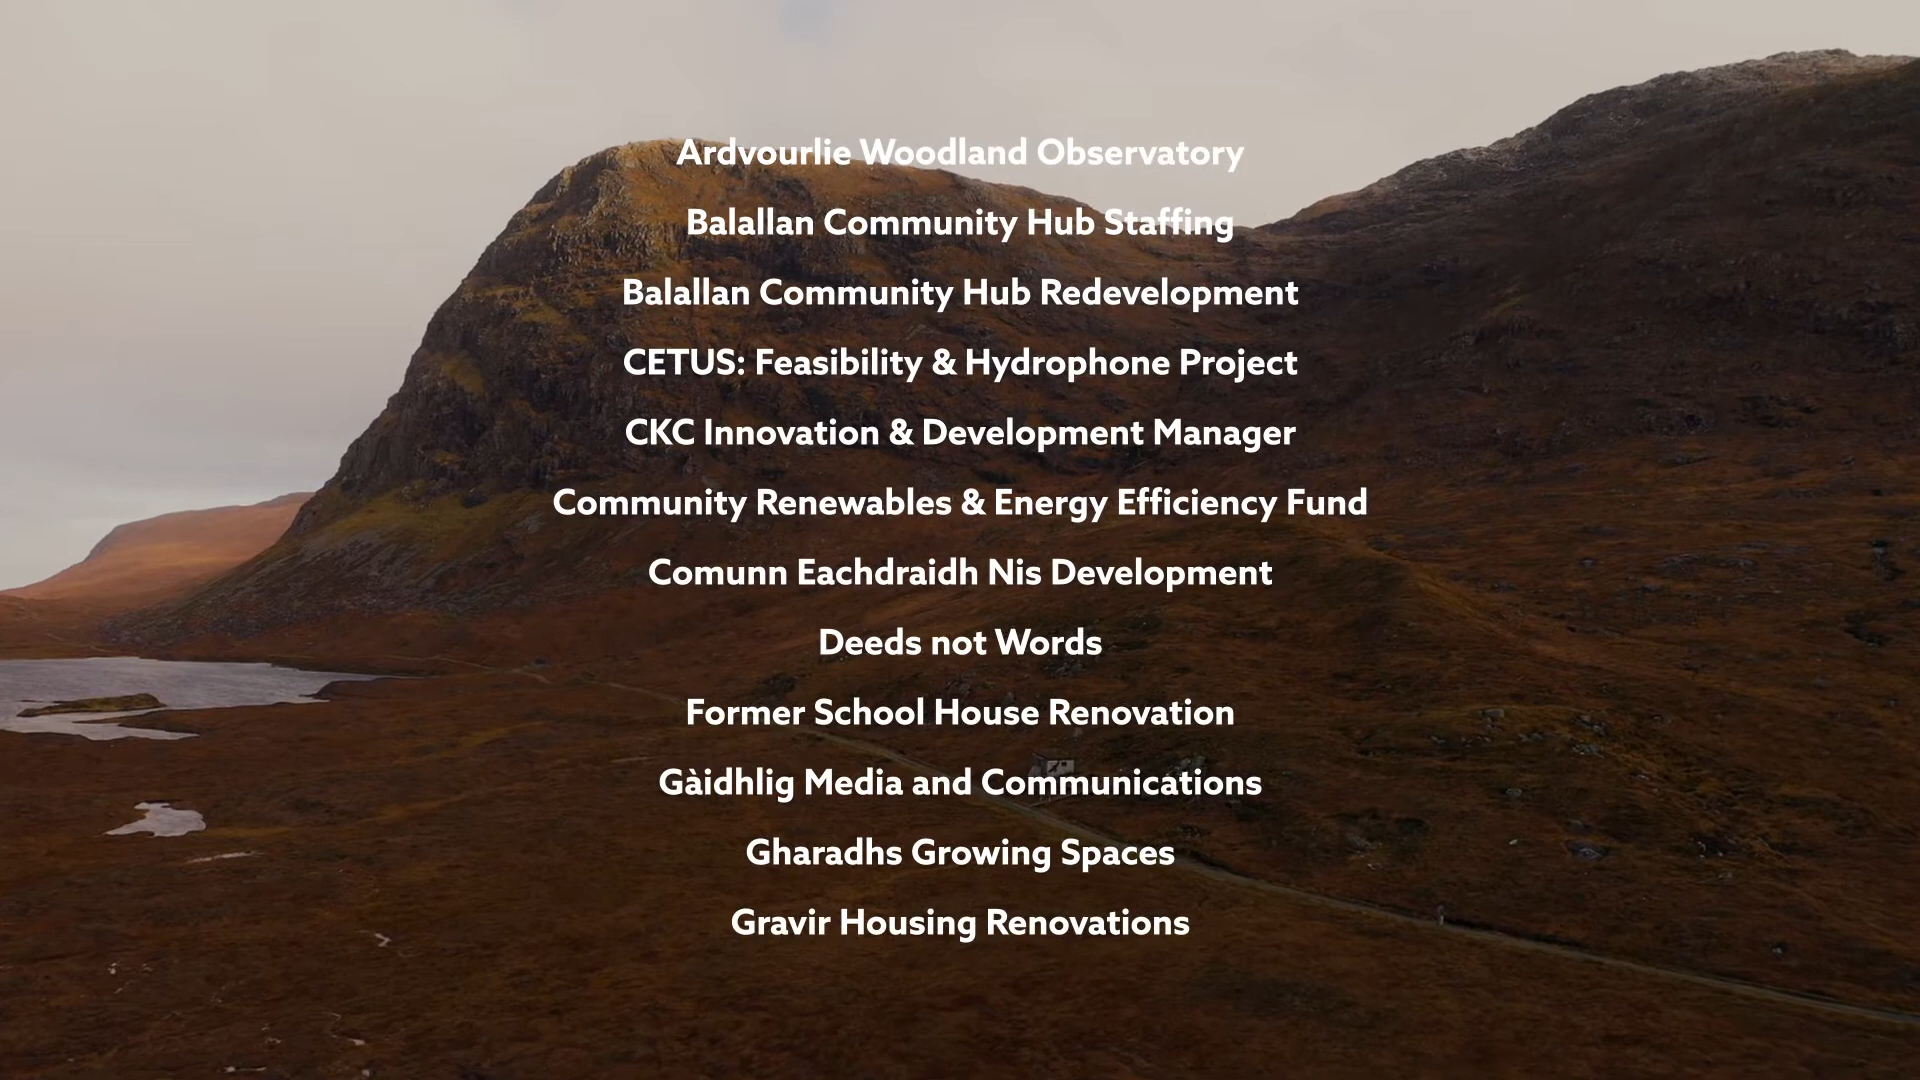 Ardvourlie Woodland Observatory
Balallan Community Hub Staffing
Balallan Community Hub Redevelopment
CETUS: Feasibility & Hydrophone Project
CKC Innovation & Development Manager
Community Renewables & Energy Efficiency Fund
Comunn Eachdraidh Nis Development
Deeds not Words
Former School House Renovation
Gàidhlig Media and Communications
Gharadhs Growing Spaces
Gravir Housing Renovations